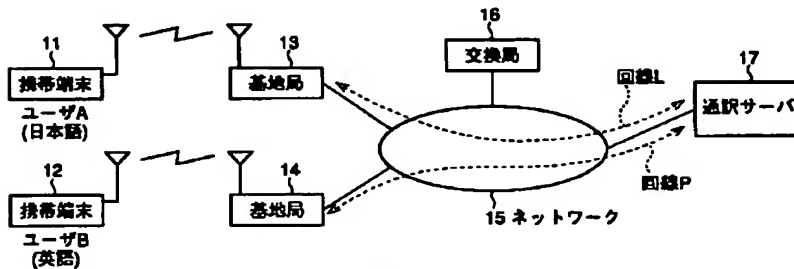 11
携帯端末
ユーザA
(日本語)
13
基地局
16
交換局
回線L
17
通訳サーバ
12
携帯端末
ユーザB
(英語)
14
基地局
回線P
15 ネットワーク